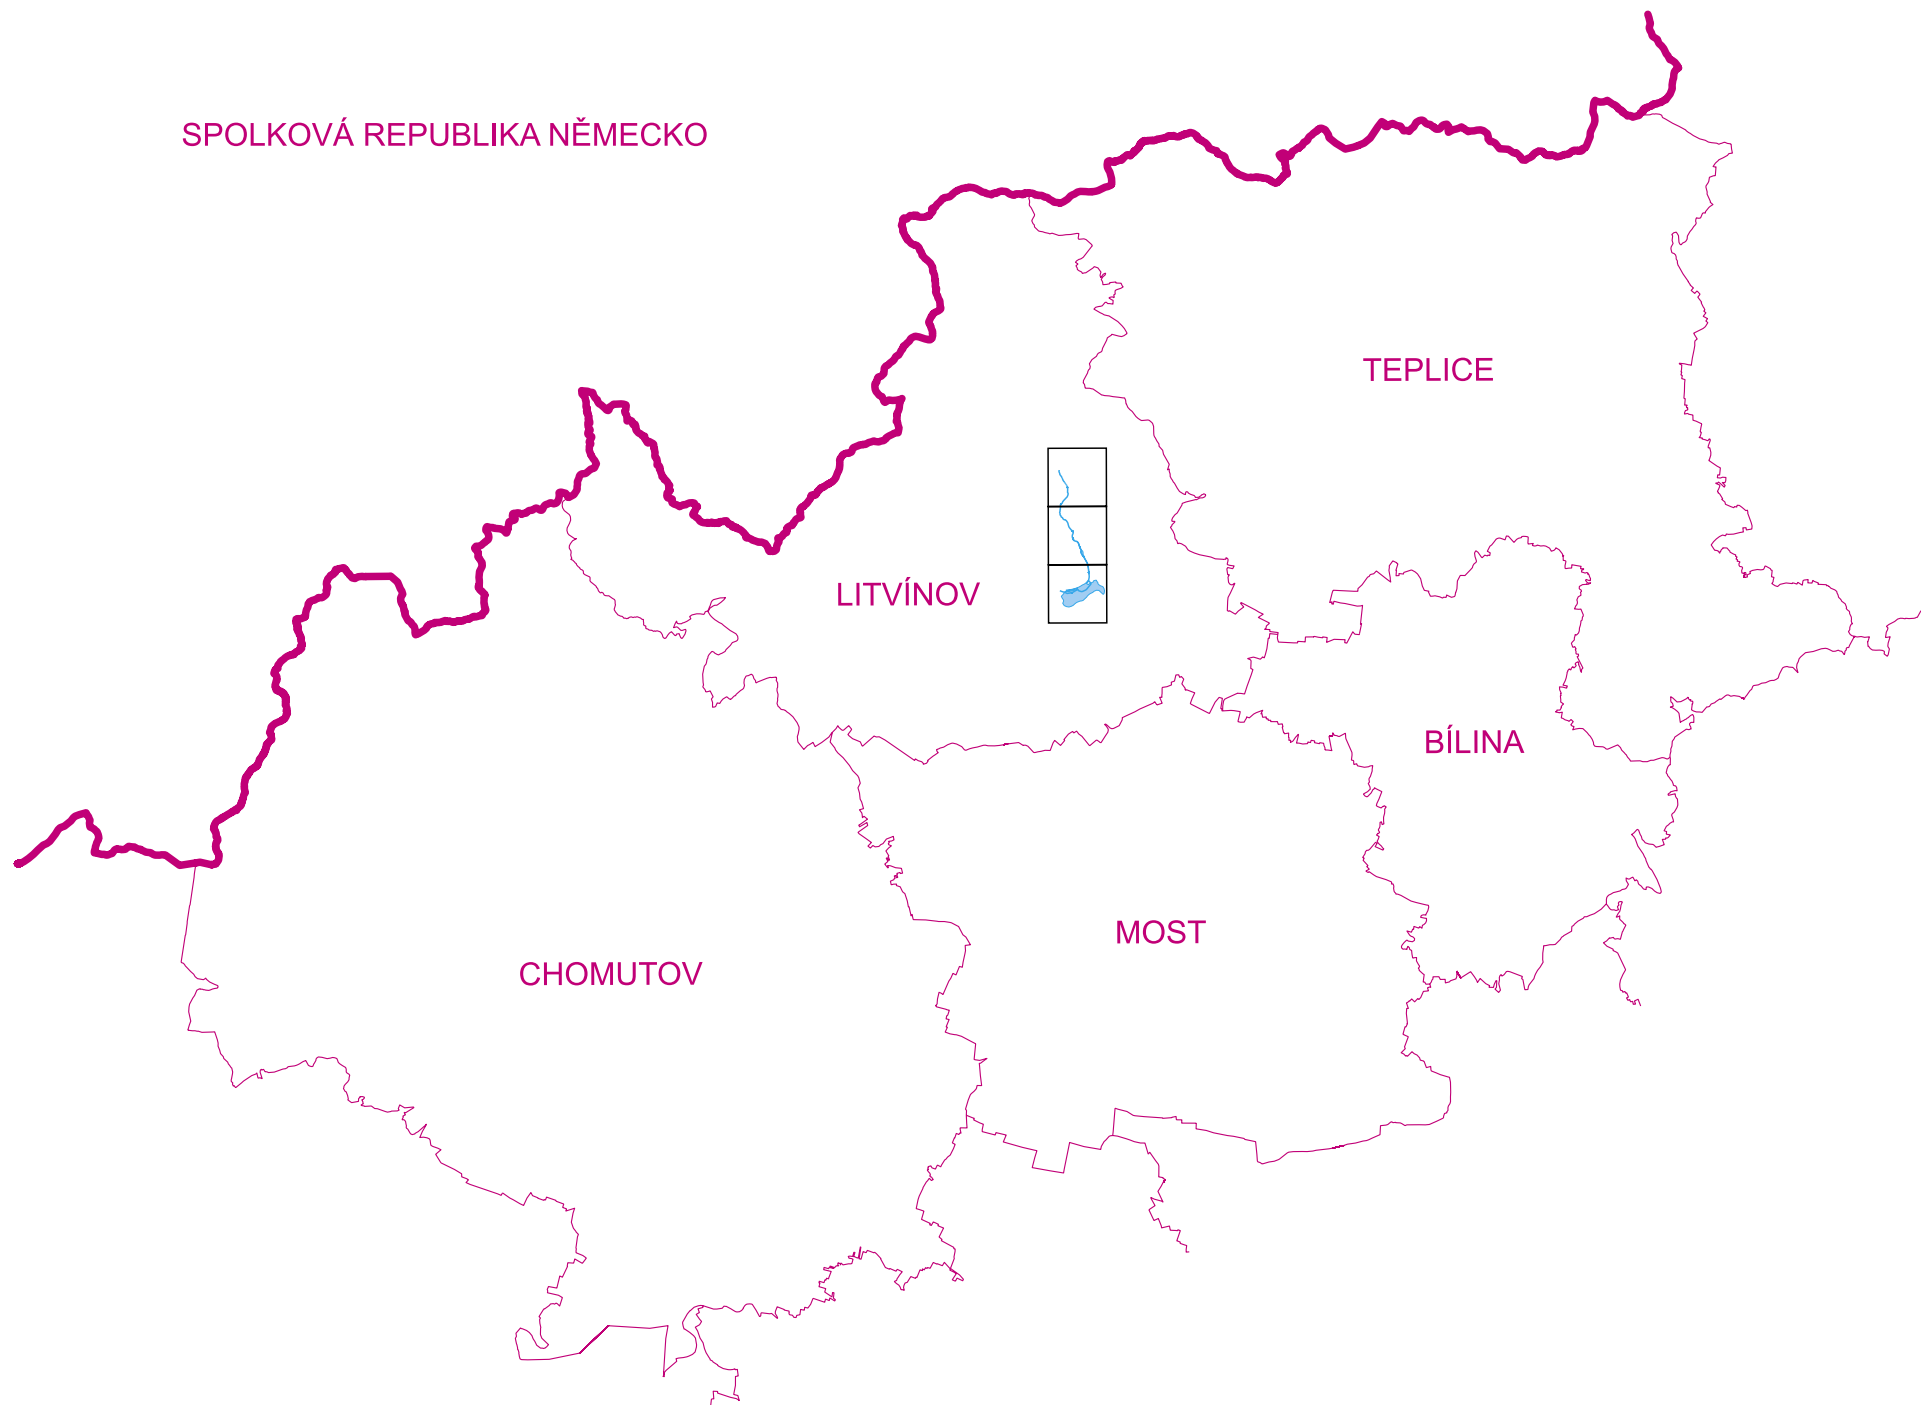 SPOLKOVÁ REPUBLIKA NĚMECKO
TEPLICE
LITVÍNOV
BÍLINA
MOST
CHOMUTOV